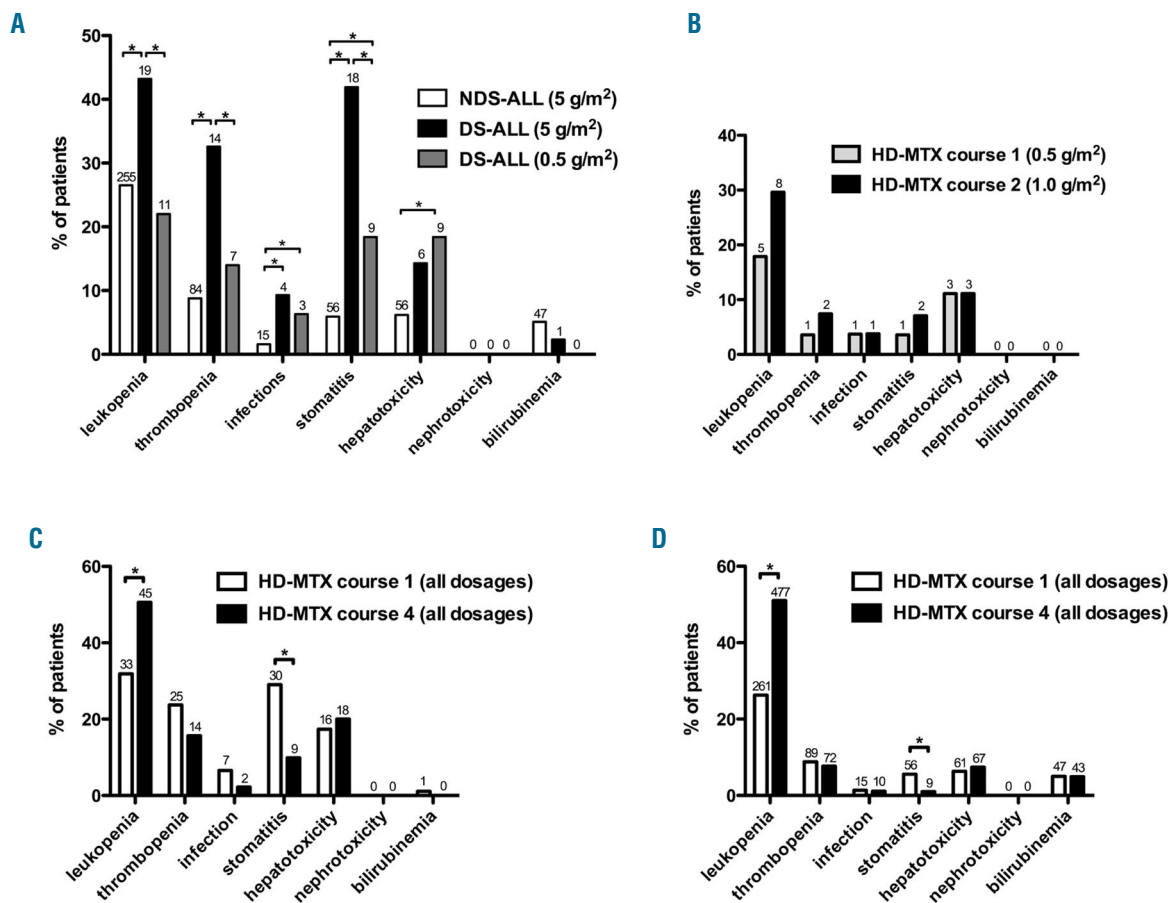 A
50
40
30
20
10
0
% of patients
NDS-ALL (5 g/m²)
DS-ALL (5 g/m²)
DS-ALL (0.5 g/m²)
* * * * * * * * * * *
255 19 11 84 14 7 15 4 3 56 18 9 56 6 9 0 0 0 47 1 0
leukopenia
thrombopenia
infections
stomatitis
hepatotoxicity
nephrotoxicity
bilirubinemia
B
40
30
20
10
0
% of patients
HD-MTX course 1 (0.5 g/m²)
HD-MTX course 2 (1.0 g/m²)
5 8 1 2 1 1 1 2 3 3 0 0 0 0
leukopenia
thrombopenia
infection
stomatitis
hepatotoxicity
nephrotoxicity
bilirubinemia
C
60
40
20
0
% of patients
HD-MTX course 1 (all dosages)
HD-MTX course 4 (all dosages)
* *
33 45 25 14 7 2 30 9 16 18 0 0 1 0
leukopenia
thrombopenia
infection
stomatitis
hepatotoxicity
nephrotoxicity
bilirubinemia
D
60
40
20
0
% of patients
HD-MTX course 1 (all dosages)
HD-MTX course 4 (all dosages)
* *
261 477 89 72 15 10 56 9 61 67 0 0 47 43
leukopenia
thrombopenia
infection
stomatitis
hepatotoxicity
nephrotoxicity
bilirubinemia